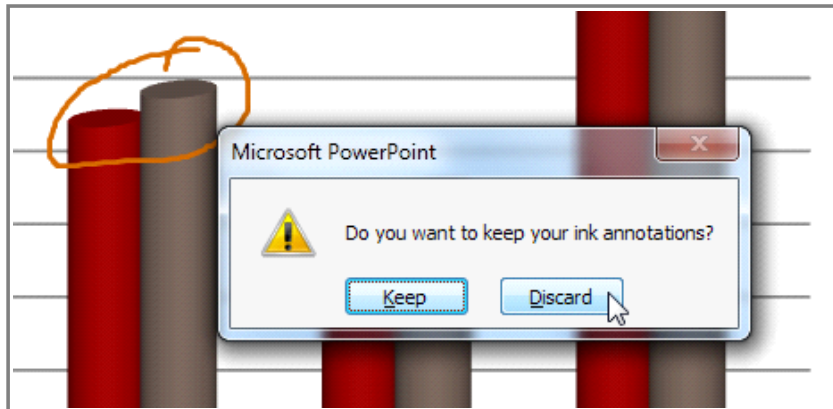 Microsoft PowerPoint
Do you want to keep your ink annotations?
Keep Discard